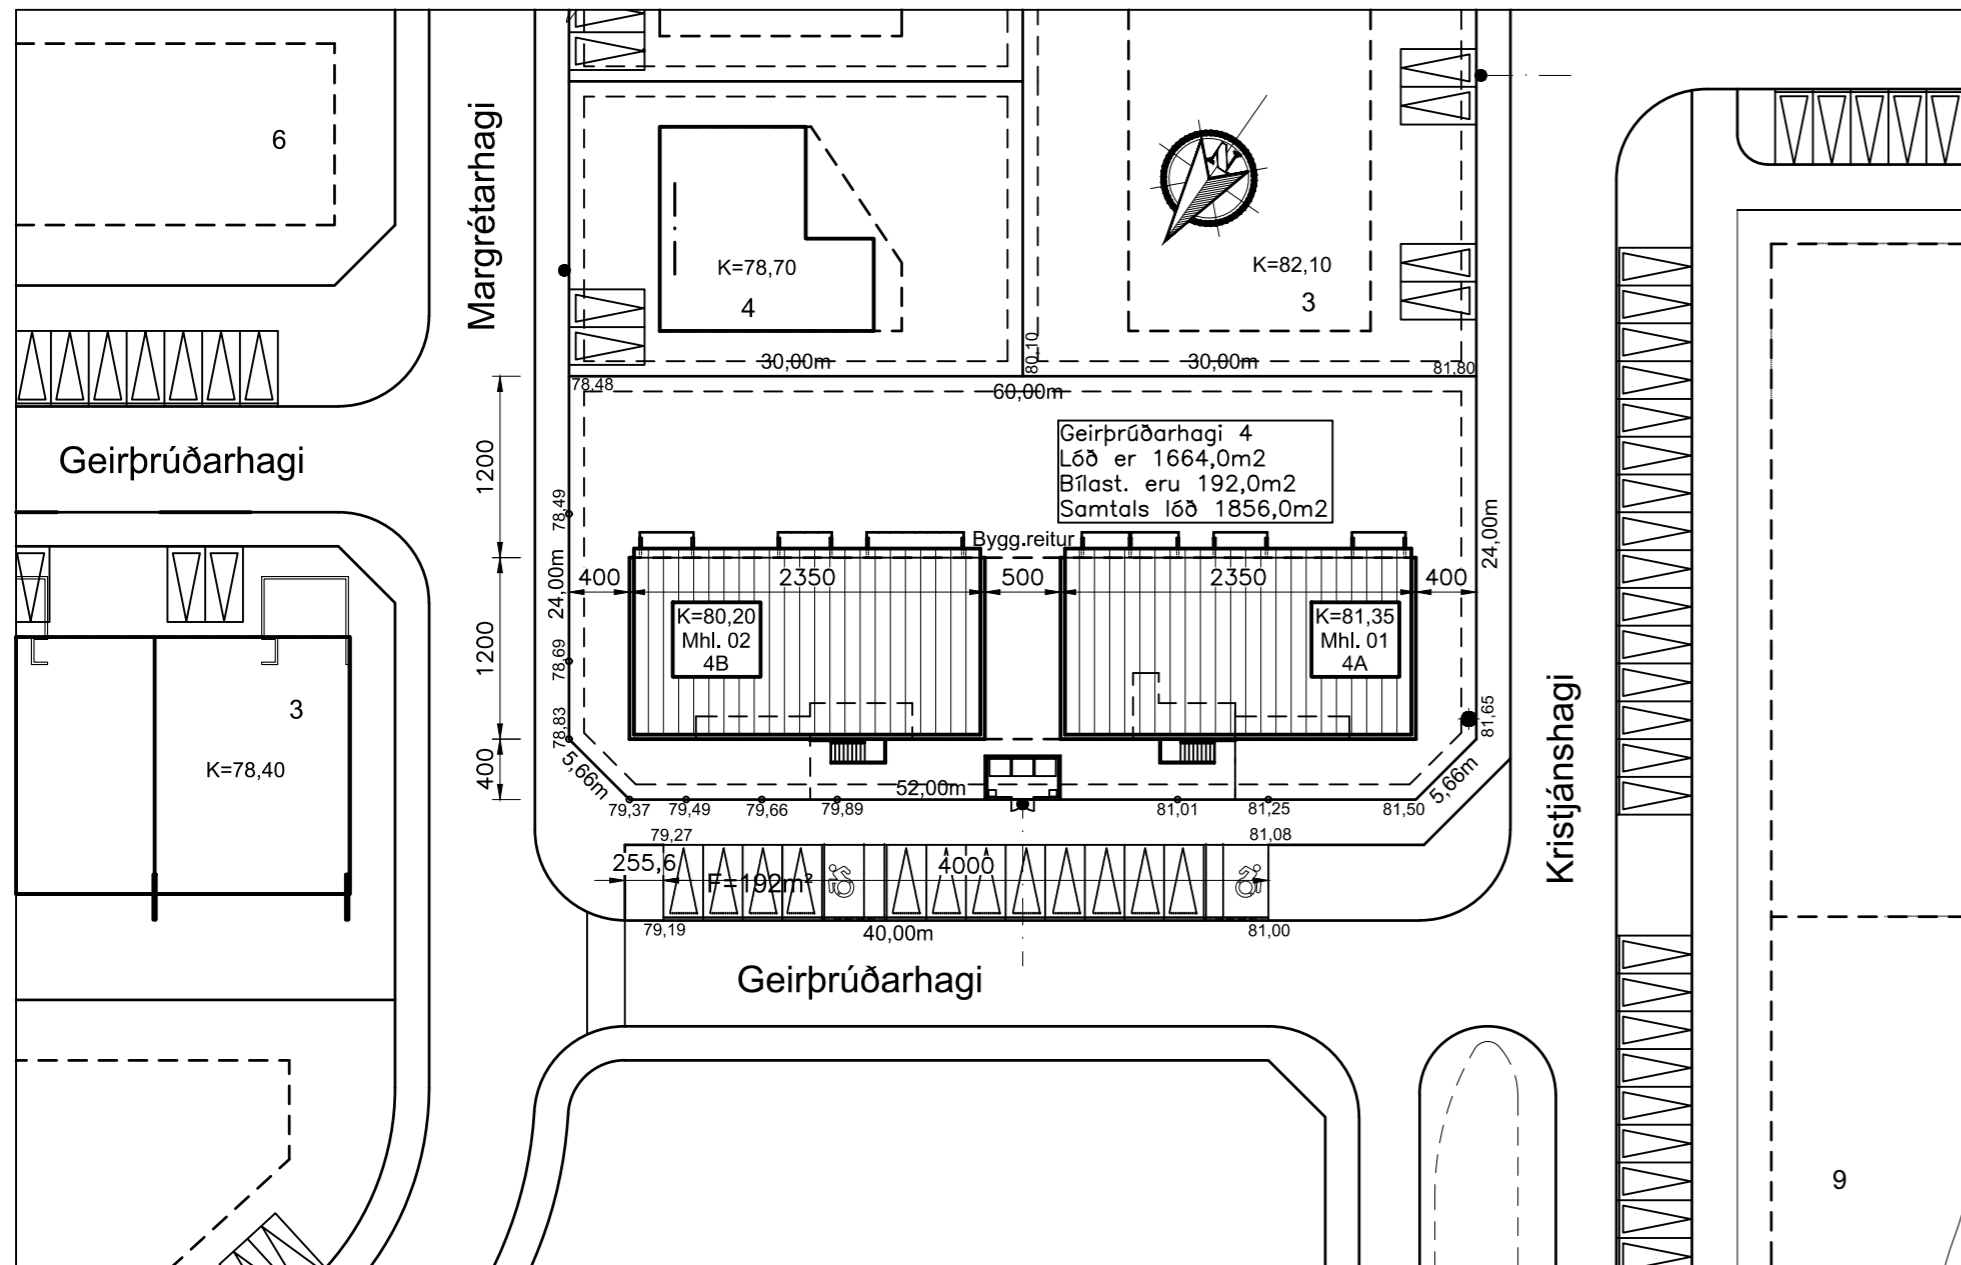 6
Margrétarhagi
N
K=78,70
4
K=82,10
3
30,00m
80,10
30,00m
81,80
78,48
60,00m
Geirþrúðarhagi
1200
Geirþrúðarhagi 4
Lóð er 1664,0m2
Bílast. eru 192,0m2
Samtals lóð 1856,0m2
78,49
24,00m
Bygg.reitur
24,00m
400
2350
500
2350
400
K=80,20
Mhl. 02
4B
K=81,35
Mhl. 01
4A
1200
78,69
3
78,83
81,65
K=78,40
400
5,66m
52,00m
5,66m
Kristjánshagi
79,37
79,49
79,66
79,89
81,01
81,25
81,50
79,27
81,08
255,6
F=192m²
4000
79,19
40,00m
81,00
Geirþrúðarhagi
9